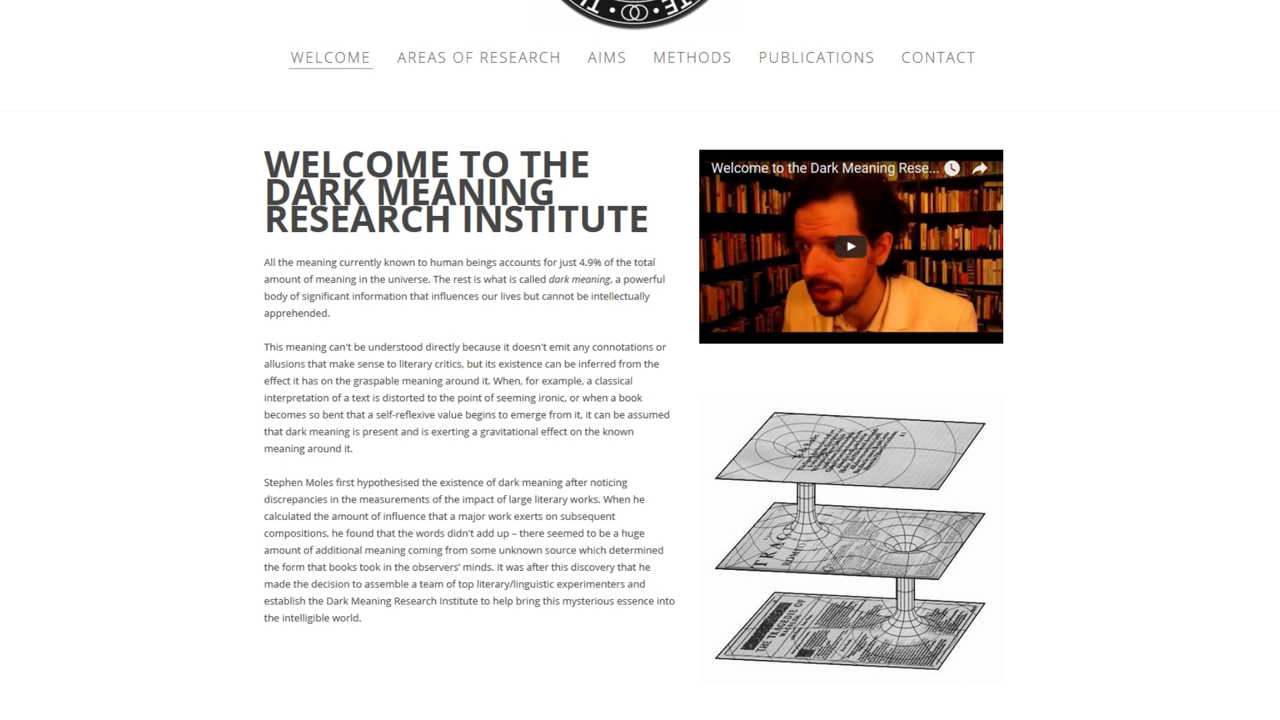 WELCOME AREAS OF RESEARCH AIMS METHODS PUBLICATIONS CONTACT
WELCOME TO THE
DARK MEANING
RESEARCH INSTITUTE
All the meaning currently known to human beings accounts for just 4.9% of the total
amount of meaning in the universe. The rest is what is called dark meaning, a powerful
body of significant information that influences our lives but cannot be intellectually
apprehended.
This meaning can't be understood directly because it doesn't emit any connotations or
allusions that make sense to literary critics, but its existence can be inferred from the
effect it has on the graspable meaning around it. When, for example, a classical
interpretation of a text is distorted to the point of seeming ironic, or when a book
becomes so bent that a self-reflexive value begins to emerge from it, it can be assumed
that dark meaning is present and is exerting a gravitational effect on the known
meaning around it.
Stephen Moles first hypothesised the existence of dark meaning after noticing
discrepancies in the measurements of the impact of large literary works. When he
calculated the amount of influence that a major work exerts on subsequent
compositions, he found that the words didn't add up – there seemed to be a huge
amount of additional meaning coming from some unknown source which determined
the form that books took in the observers' minds. It was after this discovery that he
made the decision to assemble a team of top literary/linguistic experimenters and
establish the Dark Meaning Research Institute to help bring this mysterious essence into
the intelligible world.
Welcome to the Dark Meaning Rese...
THE TRAGEDIE OF